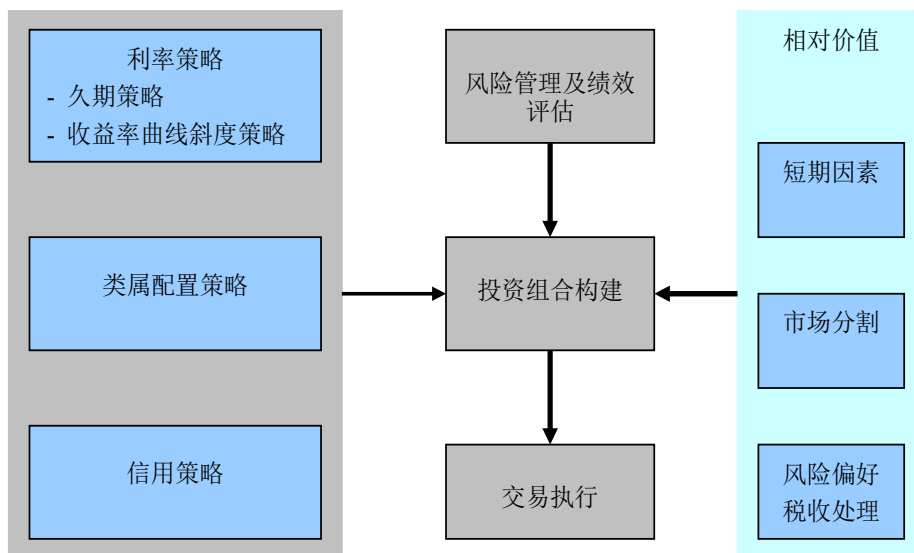 利率策略
- 久期策略
- 收益率曲线斜度策略
类属配置策略
信用策略
风险管理及绩效
评估
投资组合构建
交易执行
相对价值
短期因素
市场分割
风险偏好
税收处理